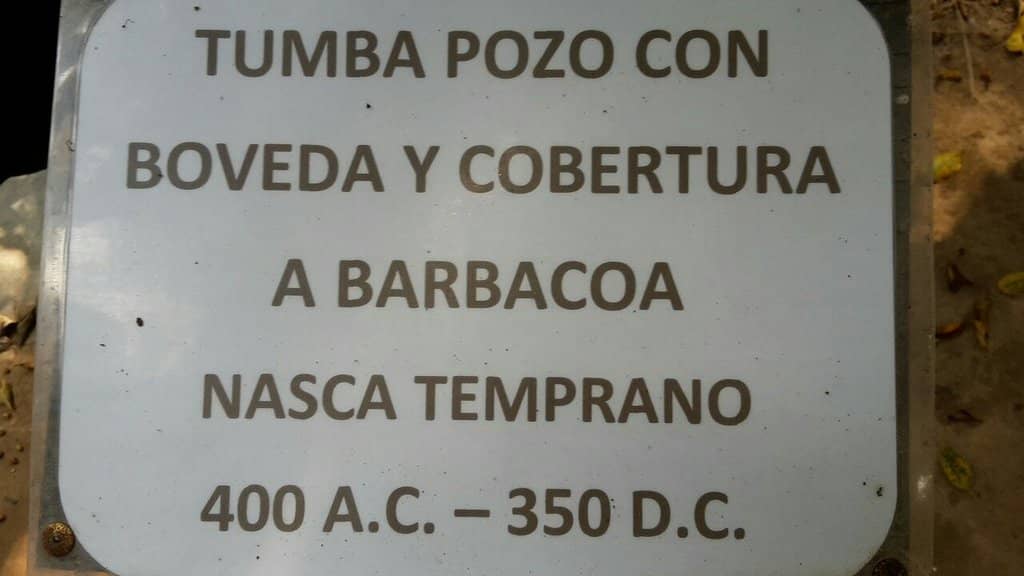 TUMBA POZO CON
BOVEDA Y COBERTURA
A BARBACOA
NASCA TEMPRANO
400 A.C. – 350 D.C.